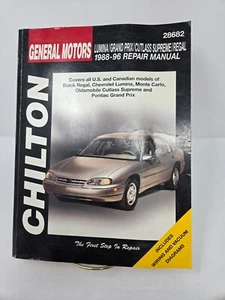 28682
GENERAL MOTORS
LUMINA/GRAND PRIX/CUTLASS SUPREME/REGAL
1988-96 REPAIR MANUAL
Covers all U.S. and Canadian models of
Buick Regal, Chevrolet Lumina, Monte Carlo,
Oldsmobile Cutlass Supreme and
Pontiac Grand Prix
CHILTON
INCLUDES
WIRING AND VACUUM
DIAGRAMS
The First Step In Repair